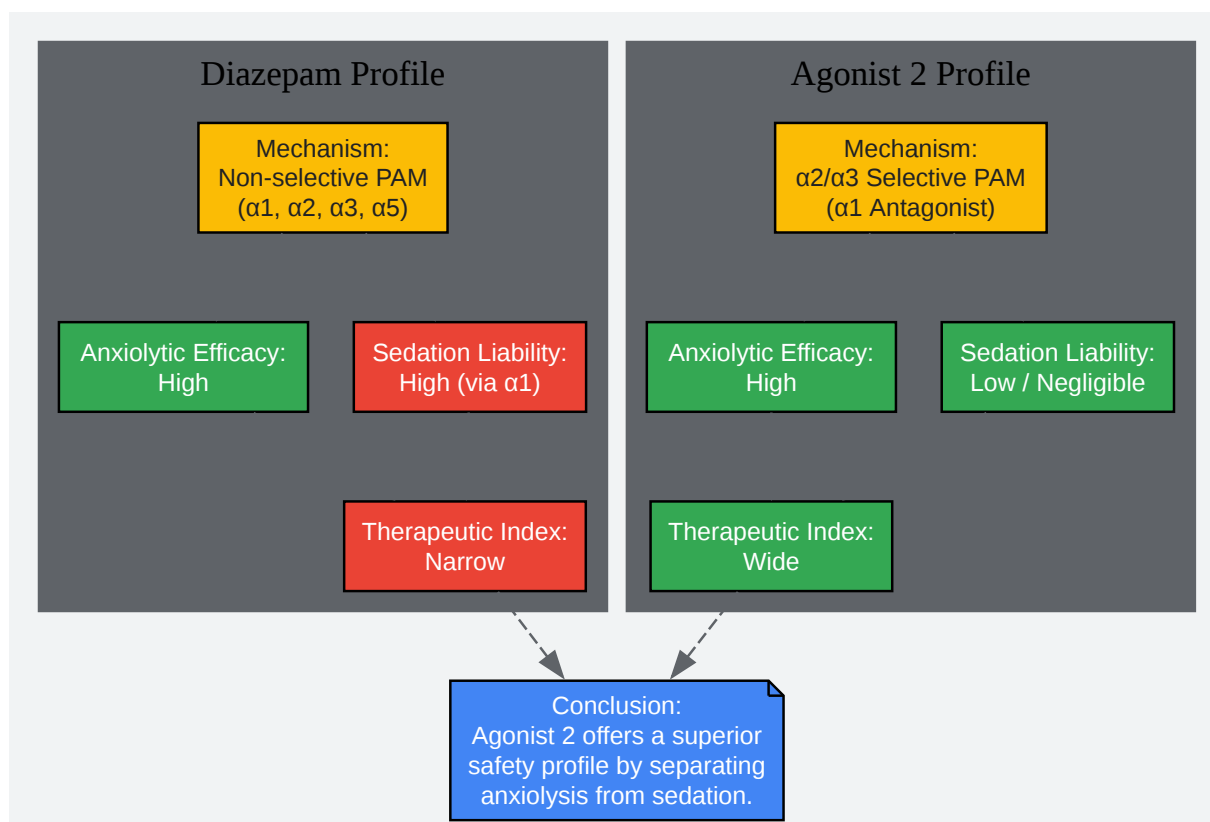 Diazepam Profile
Mechanism:
Non-selective PAM
(α1, α2, α3, α5)
Anxiolytic Efficacy:
High
Sedation Liability:
High (via α1)
Therapeutic Index:
Narrow
Agonist 2 Profile
Mechanism:
α2/α3 Selective PAM
(α1 Antagonist)
Anxiolytic Efficacy:
High
Sedation Liability:
Low / Negligible
Therapeutic Index:
Wide
Conclusion:
Agonist 2 offers a superior
safety profile by separating
anxiolysis from sedation.